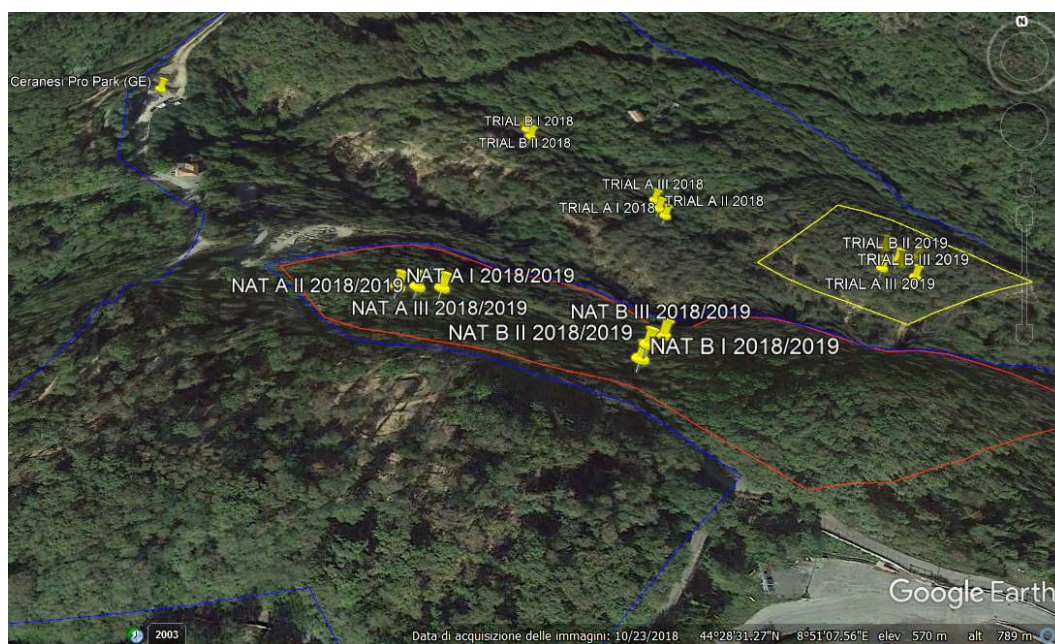 N
Ceranesi Pro Park (GE)
TRIAL B I 2018
TRIAL B II 2018
TRIAL A III 2018
TRIAL A I 2018
TRIAL A II 2018
TRIAL B II 2019
TRIAL B III 2019
TRIAL A III 2019
NAT A II 2018/2019
NAT A I 2018/2019
NAT A III 2018/2019
NAT B III 2018/2019
NAT B II 2018/2019
NAT B I 2018/2019
Google Earth
2003
Data di acquisizione delle immagini: 10/23/2018 44°28'31.27"N 8°51'07.56"E elev 570 m alt 789 m